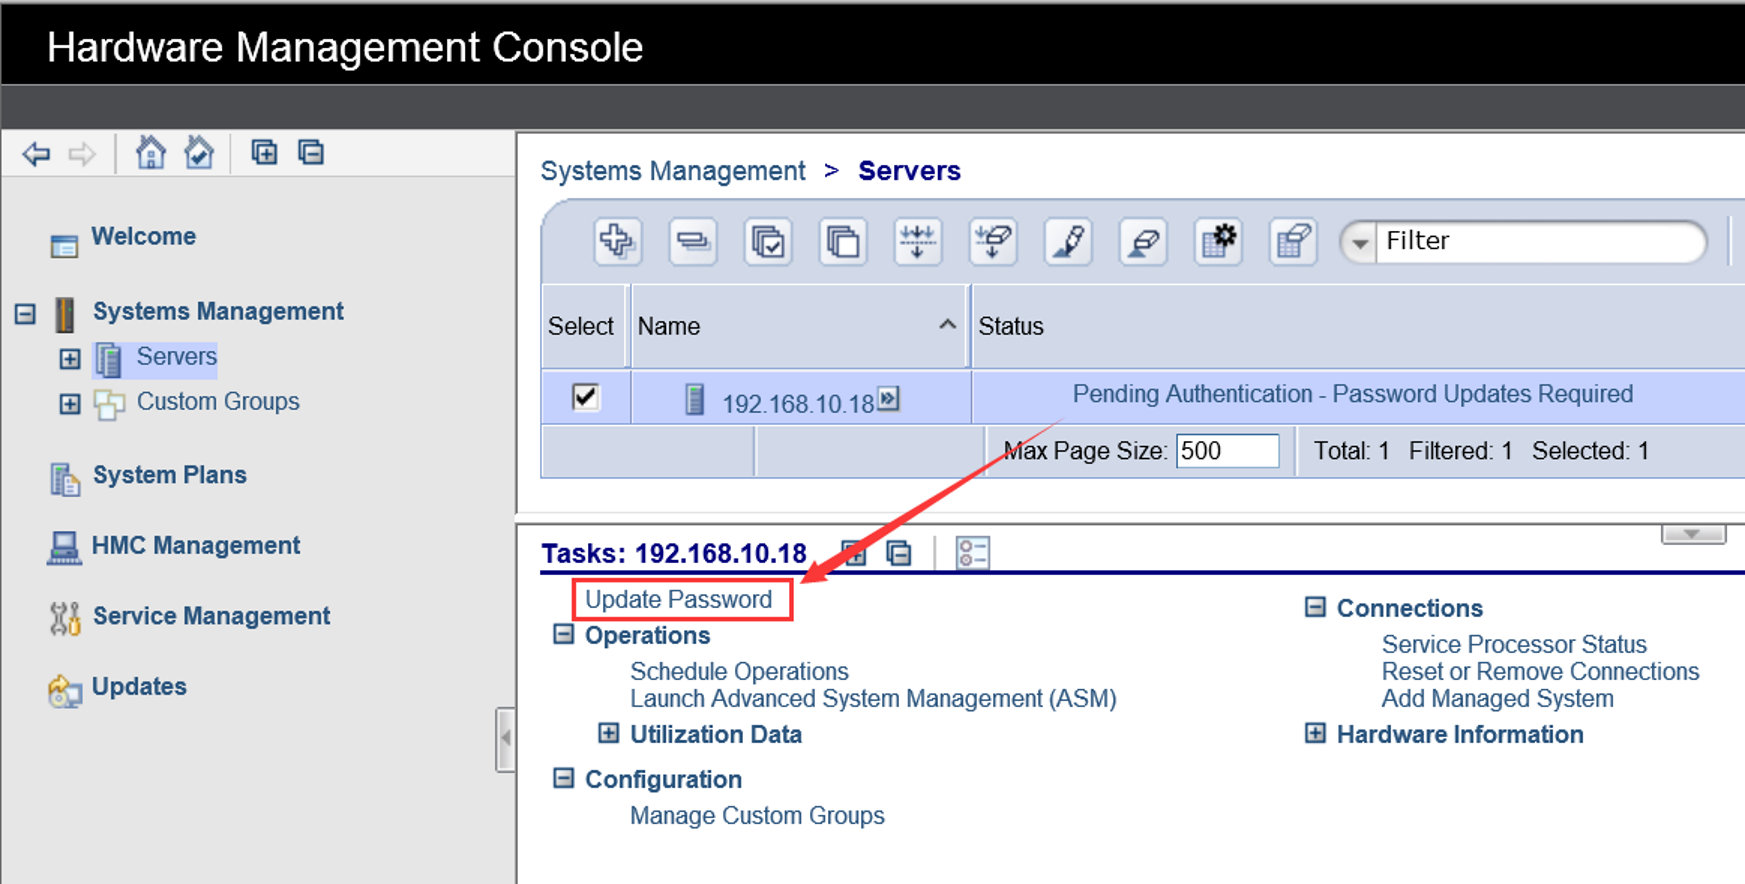 Hardware Management Console
Systems Management > Servers
Welcome
Systems Management
Servers
Custom Groups
System Plans
HMC Management
Service Management
Updates
Filter
Select Name Status
192.168.10.18 Pending Authentication - Password Updates Required
Max Page Size: 500 Total: 1 Filtered: 1 Selected: 1
Tasks: 192.168.10.18
Update Password
Operations
Schedule Operations
Launch Advanced System Management (ASM)
Utilization Data
Configuration
Manage Custom Groups
Connections
Service Processor Status
Reset or Remove Connections
Add Managed System
Hardware Information